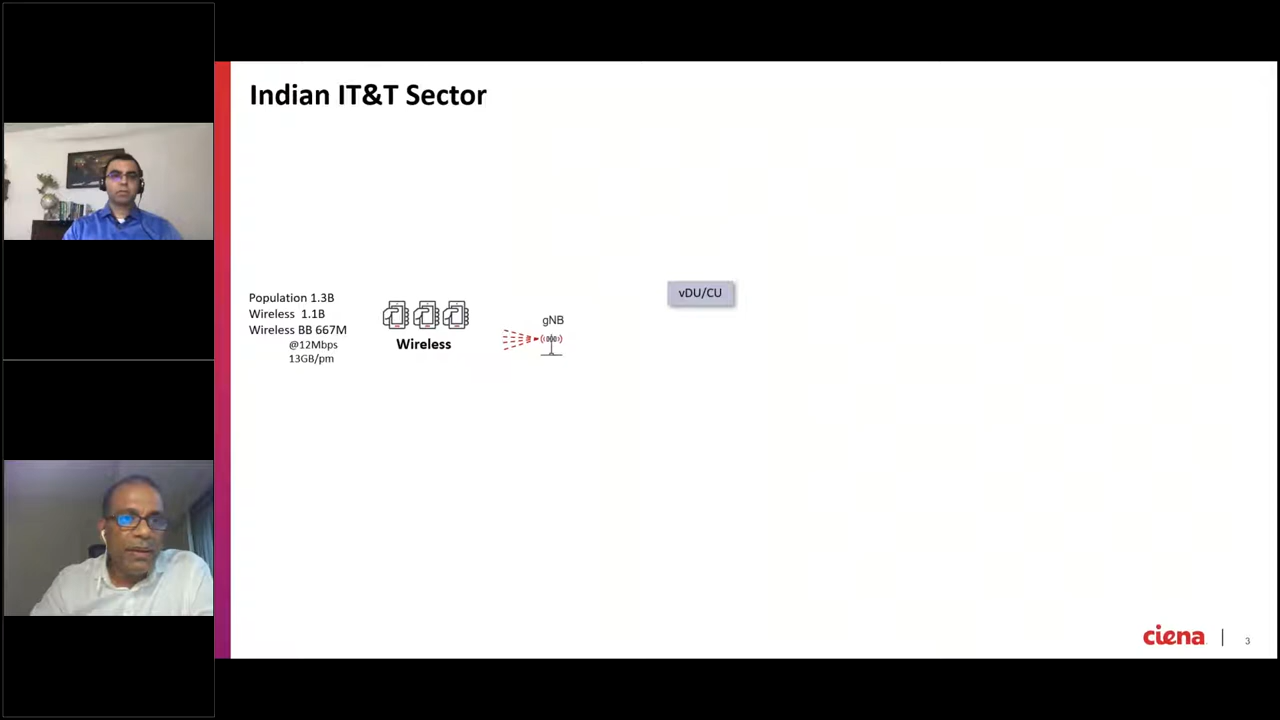 Indian IT&T Sector
Population 1.3B
Wireless 1.1B
Wireless BB 667M
@12Mbps
13GB/pm
Wireless
gNB
vDU/CU
ciena
3